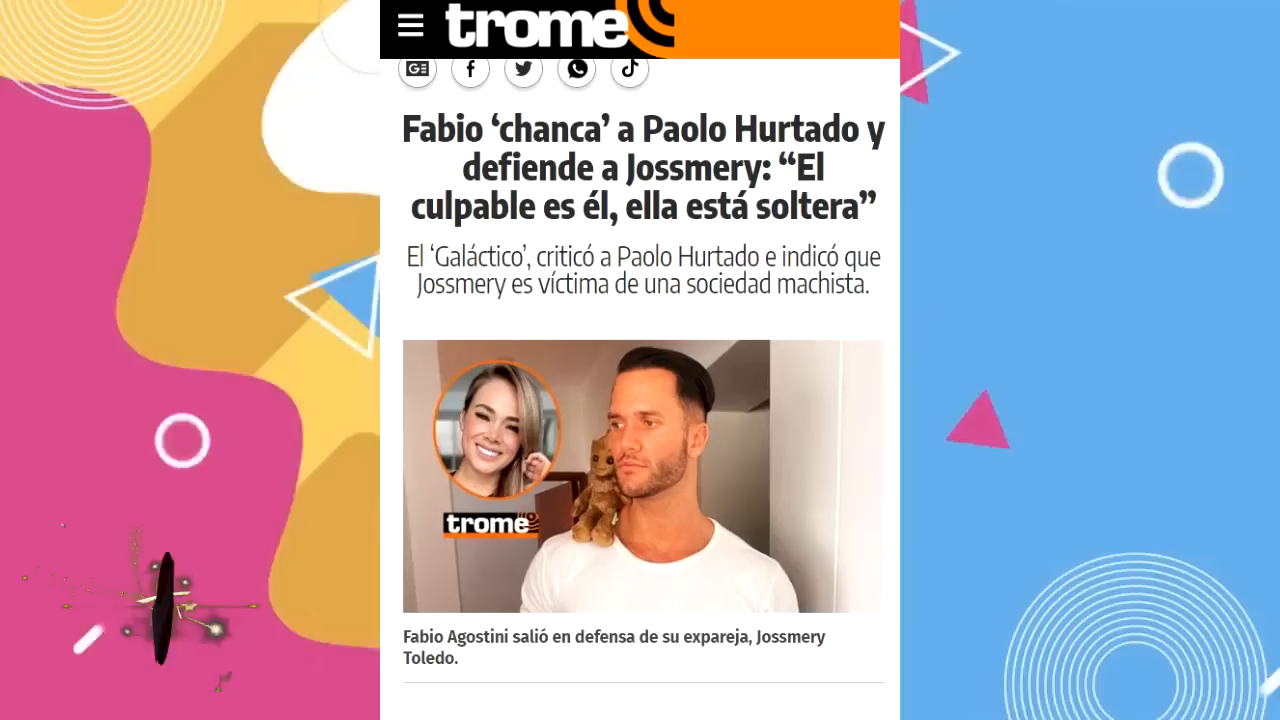 trome
GE
Fabio ‘chanca’ a Paolo Hurtado y
defiende a Jossmery: “El
culpable es él, ella está soltera”
El ‘Galáctico’, criticó a Paolo Hurtado e indicó que
Jossmery es víctima de una sociedad machista.
trome
Fabio Agostini salió en defensa de su expareja, Jossmery
Toledo.